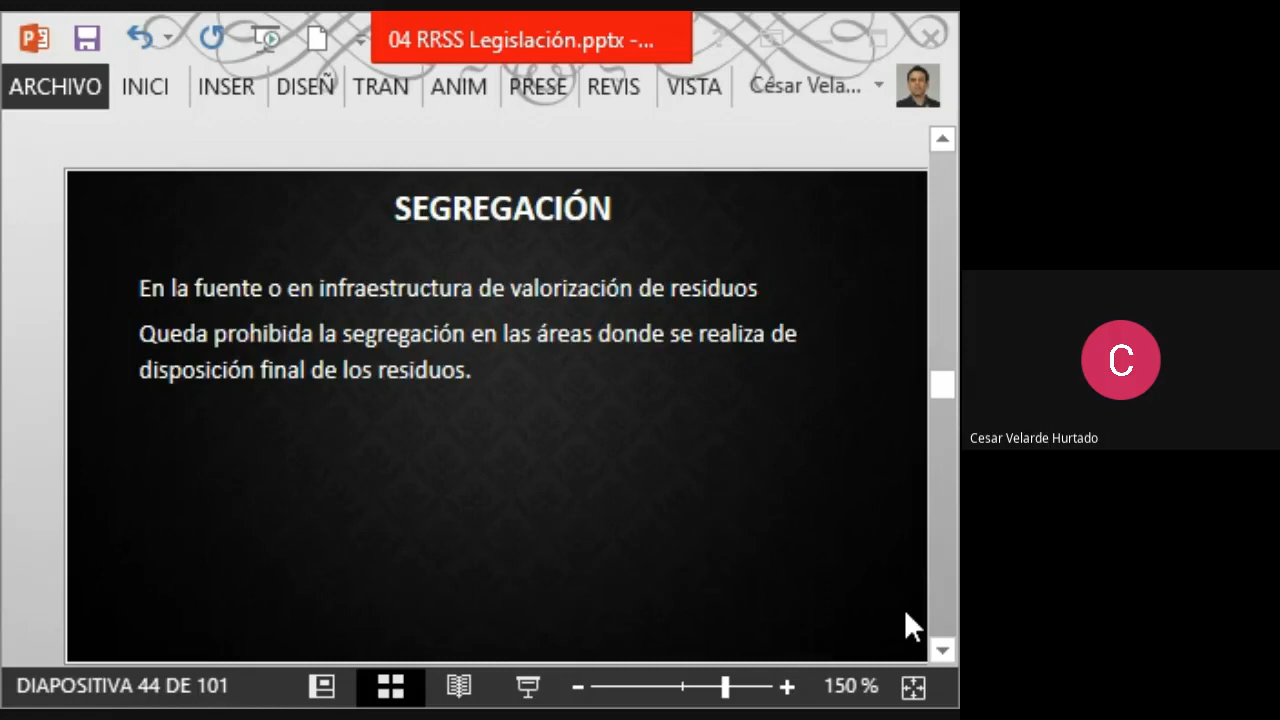 04 RRSS Legislación.pptx -...
ARCHIVO INICI INSER DISEÑ TRAN ANIM PRESE REVIS VISTA César Vela...
SEGREGACIÓN
En la fuente o en infraestructura de valorización de residuos
Queda prohibida la segregación en las áreas donde se realiza de
disposición final de los residuos.
C
Cesar Velarde Hurtado
DIAPOSITIVA 44 DE 101
150 %